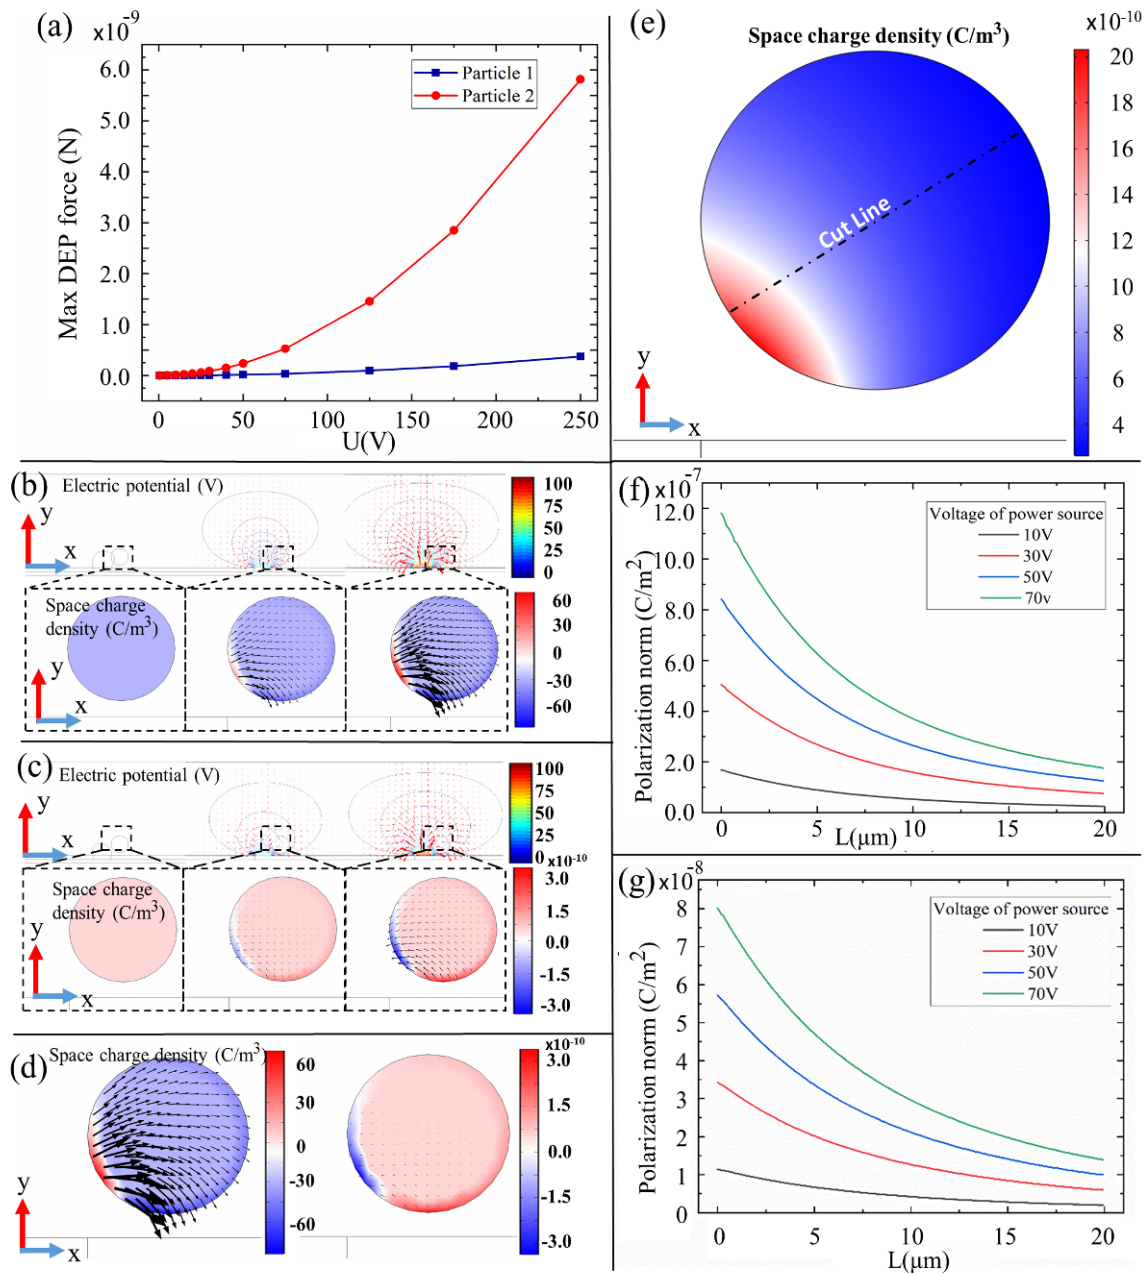 (a)
x10-9
6.0
5.0
4.0
3.0
2.0
1.0
0.0
Max DEP force (N)
Particle 1
Particle 2
0
50
100
150
200
250
U(V)
(b)
Electric potential (V)
y
x
100
75
50
25
0
Space charge
density (C/m3)
y
x
60
30
0
-30
-60
(c)
Electric potential (V)
y
x
100
75
50
25
0
x10-10
Space charge
density (C/m3)
y
x
3.0
1.5
0.0
-1.5
-3.0
(d)
Space charge density (C/m3)
y
x
60
30
0
-30
-60
x10-10
3.0
1.5
0.0
-1.5
-3.0
(e)
x10-10
Space charge density (C/m3)
Cut Line
y
x
20
18
16
14
12
10
8
6
4
(f)
x10-7
12.0
8.0
6.0
4.0
2.0
0.0
Polarization norm (C/m2)
Voltage of power source
10V
30V
50V
70v
0
5
10
15
20
L(μm)
(g)
x10-8
8
7
6
5
4
3
2
1
0
Polarization norm (C/m2)
Voltage of power source
10V
30V
50V
70V
0
5
10
15
20
L(μm)